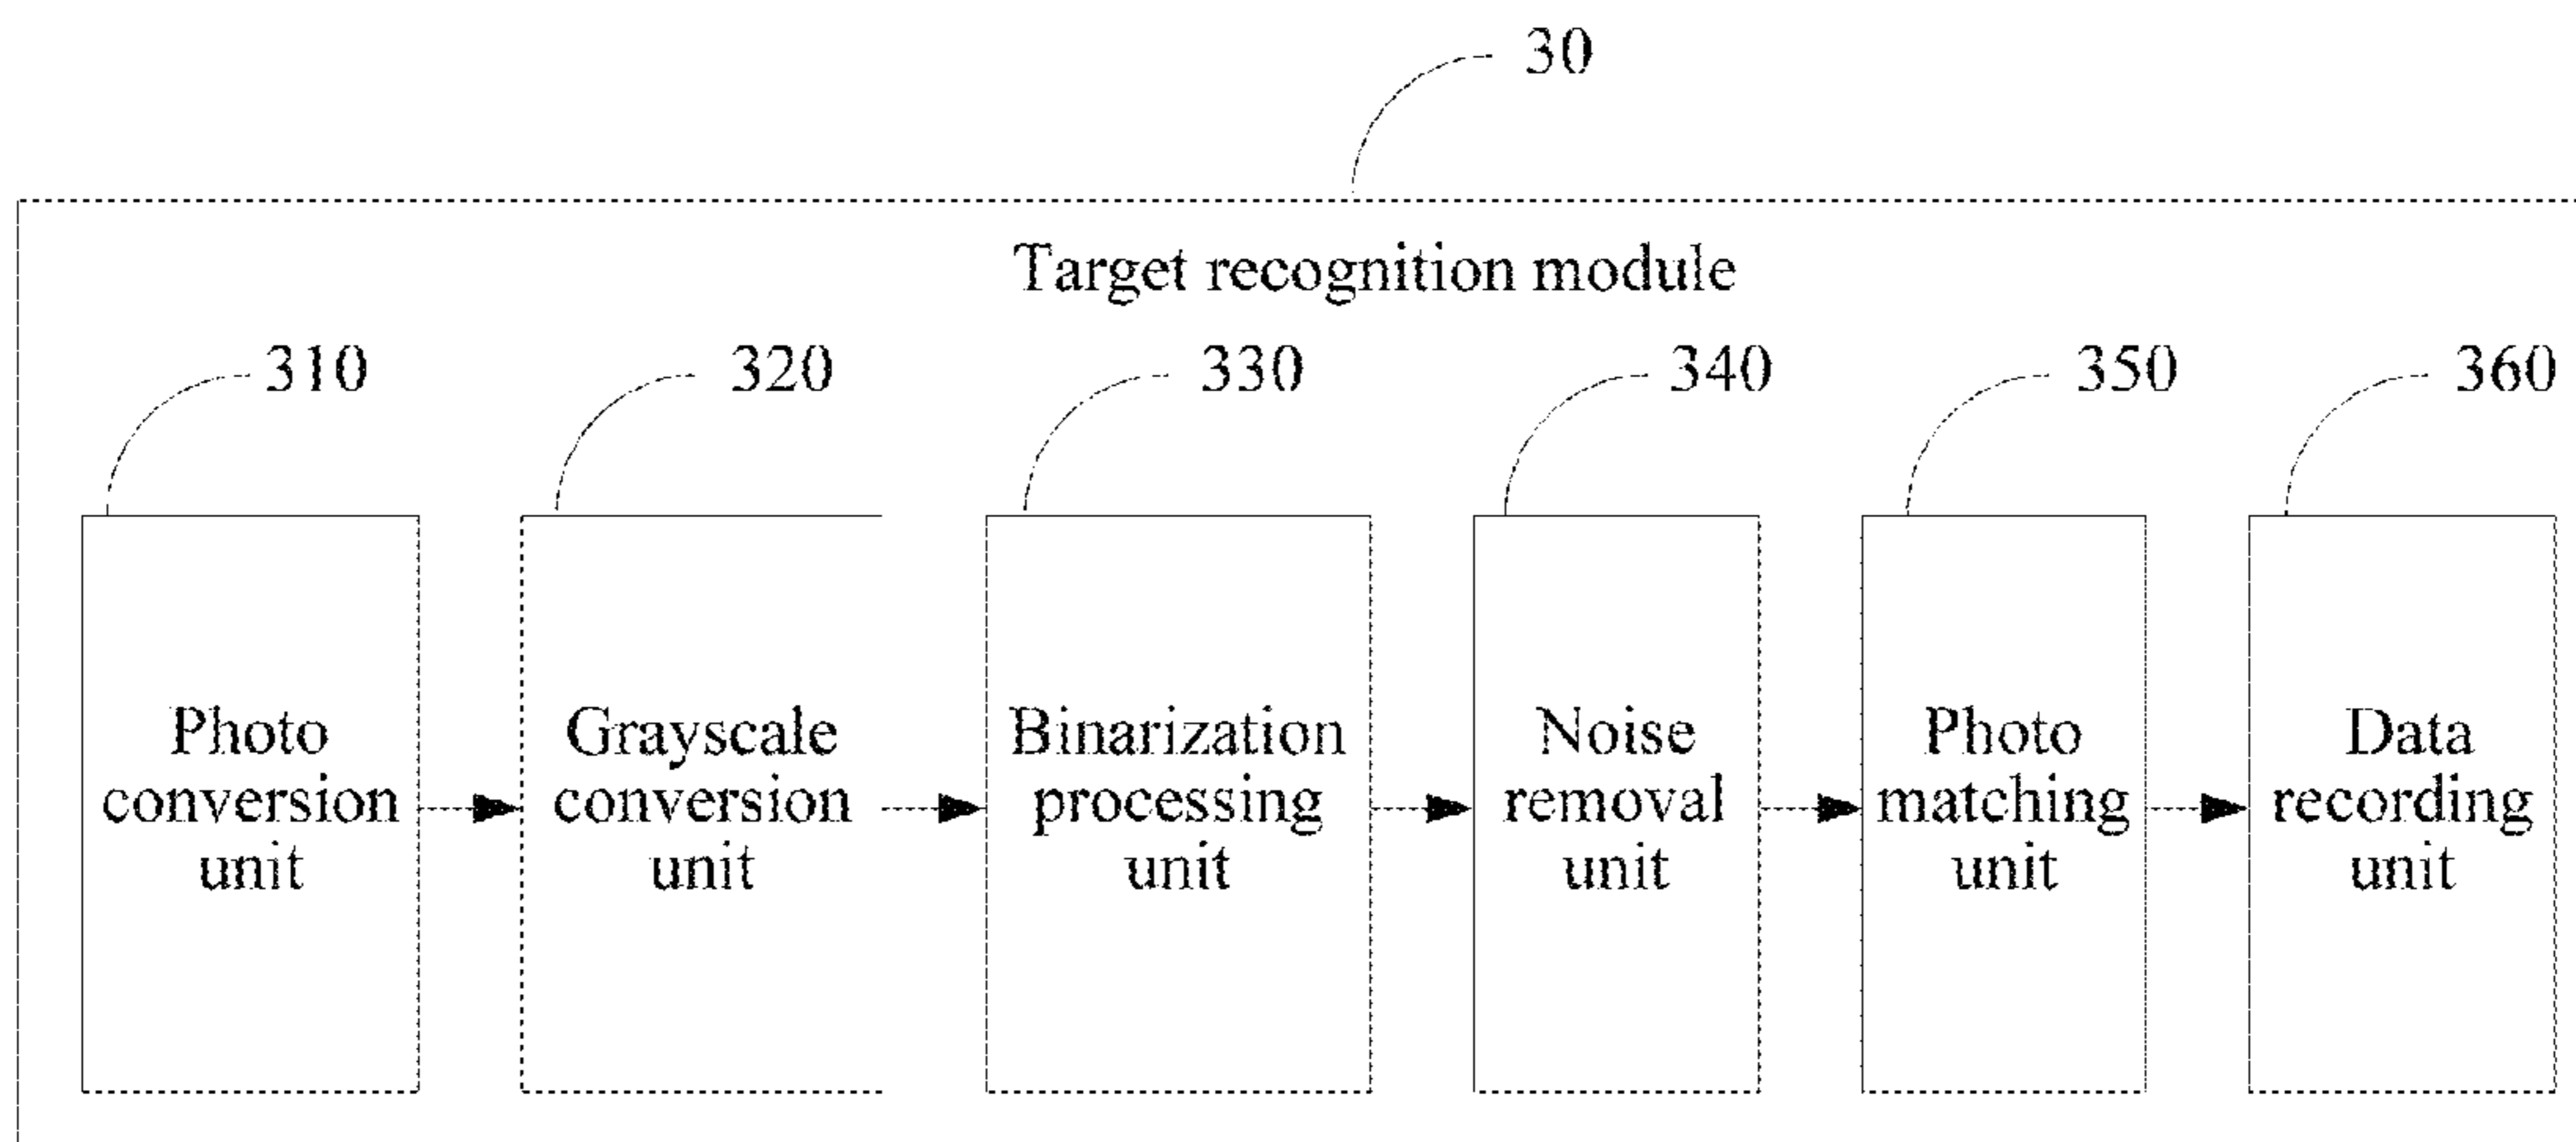 30
Target recognition module
310
320
330
340
350
360
Photo
conversion
unit
Grayscale
conversion
unit
Binarization
processing
unit
Noise
removal
unit
Photo
matching
unit
Data
recording
unit